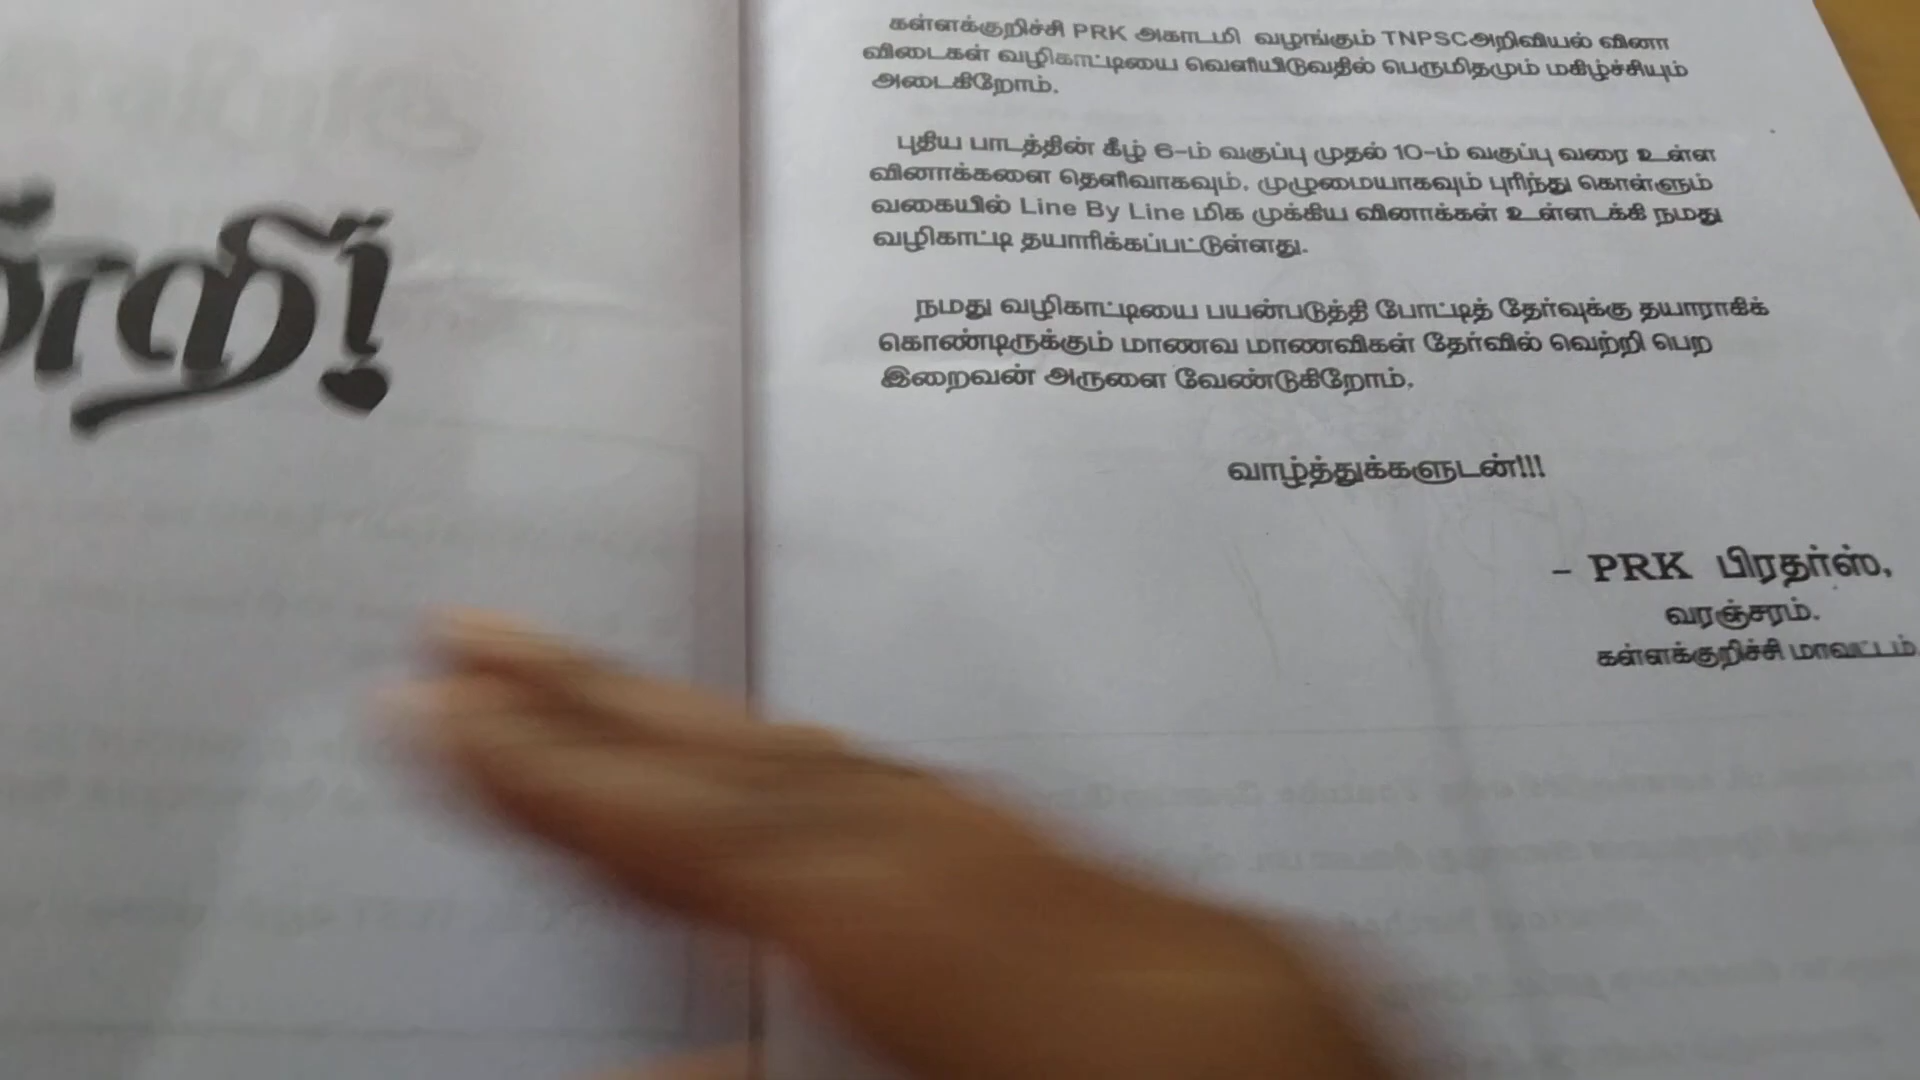 கள்ளக்குறிச்சி PRK அகாடமி வழங்கும் TNPSCஅறிவியல் வினா
விடைகள் வழிகாட்டியை வெளியிடுவதில் பெருமிதமும் மகிழ்ச்சியும்
அடைகிறோம்.
புதிய பாடத்தின் கீழ் 6-ம் வகுப்பு முதல் 10-ம் வகுப்பு வரை உள்ள
வினாக்களை தெளிவாகவும், முழுமையாகவும் புரிந்து கொள்ளும்
வகையில் Line By Line மிக முக்கிய வினாக்கள் உள்ளடக்கி நமது
வழிகாட்டி தயாரிக்கப்பட்டுள்ளது.
நமது வழிகாட்டியை பயன்படுத்தி போட்டித் தேர்வுக்கு தயாராகிக்
கொண்டிருக்கும் மாணவ மாணவிகள் தேர்வில் வெற்றி பெற
இறைவன் அருளை வேண்டுகிறோம்.
வாழ்த்துக்களுடன்!!!
- PRK பிரதர்ஸ்,
வரஞ்சரம்.
கள்ளக்குறிச்சி மாவட்டம்